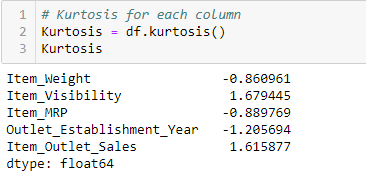 1 # Kurtosis for each column
2 Kurtosis = df.kurtosis()
3 Kurtosis
Item_Weight -0.860961
Item_Visibility 1.679445
Item_MRP -0.889769
Outlet_Establishment_Year -1.205694
Item_Outlet_Sales 1.615877
dtype: float64